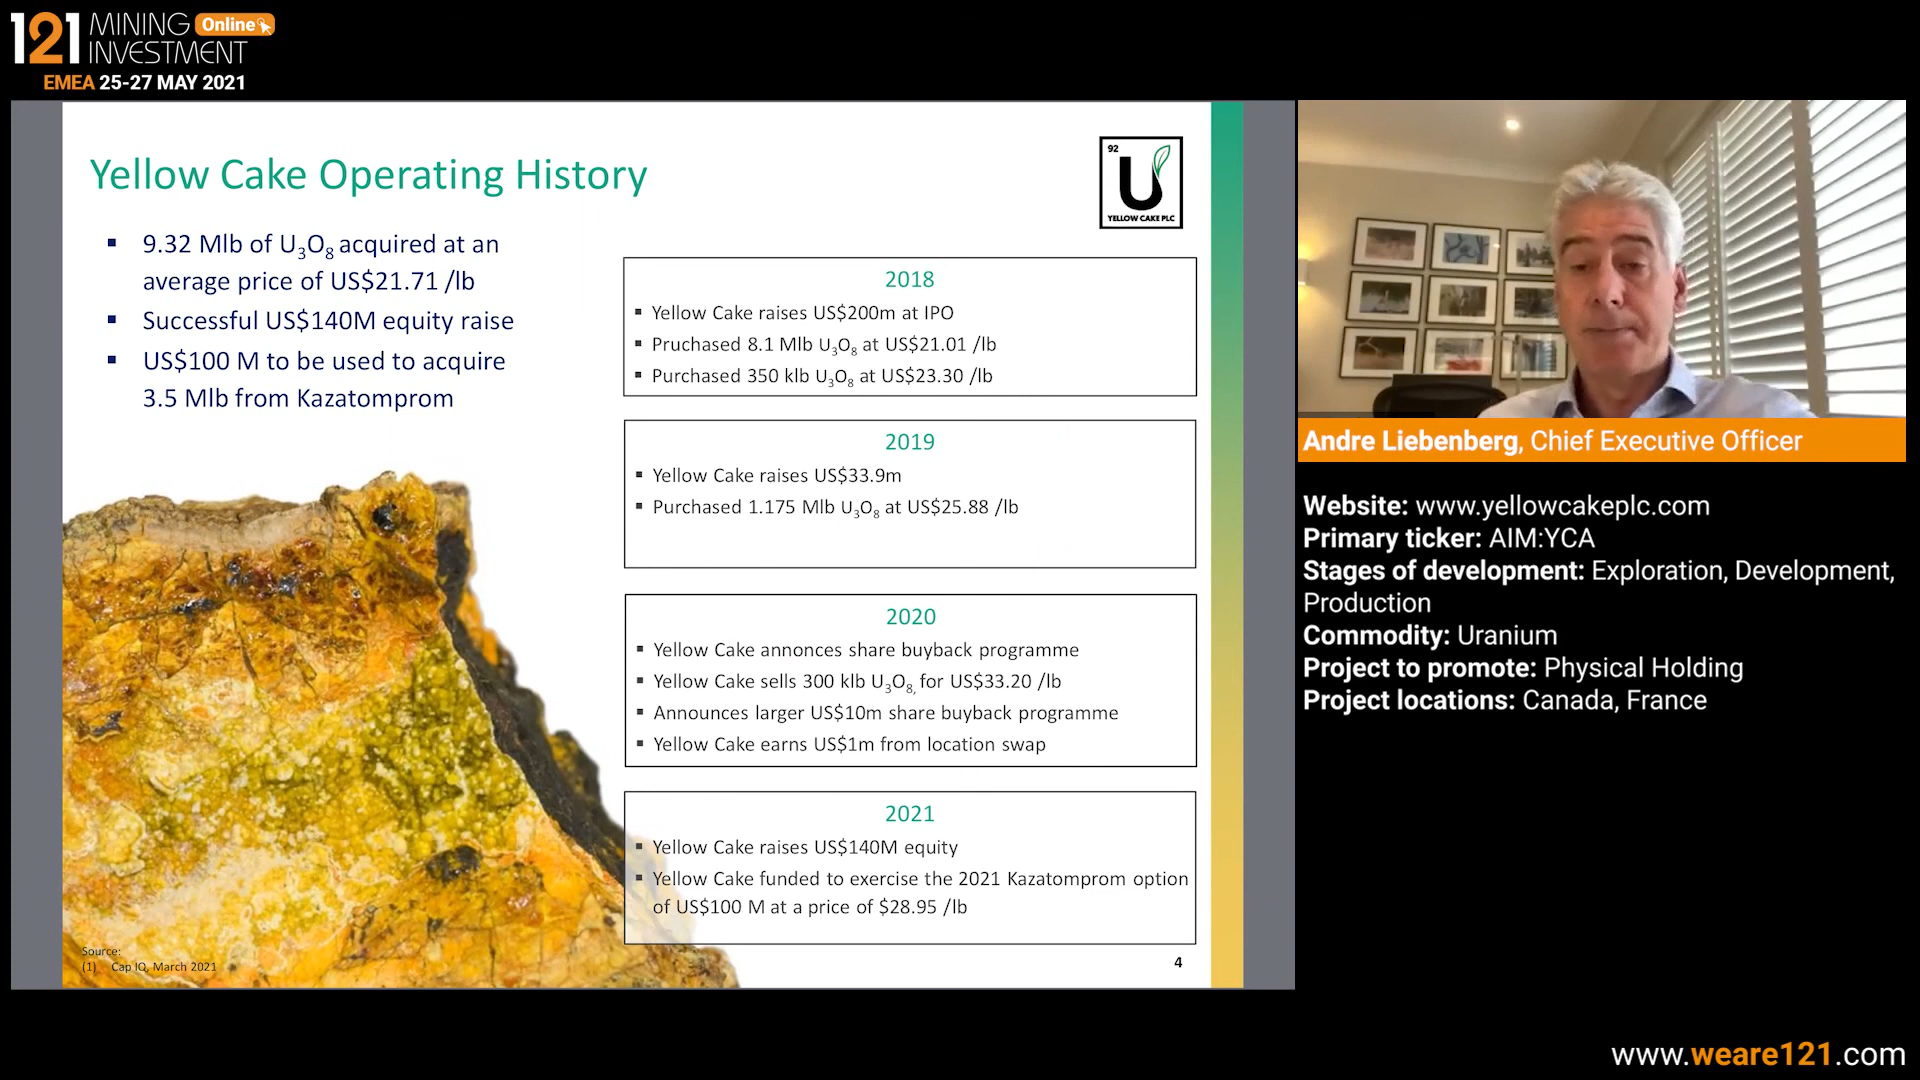 121 MINING Online
INVESTMENT
EMEA 25-27 MAY 2021
Yellow Cake Operating History
92
U
YELLOW CAKE PLC
▪ 9.32 Mlb of U3O8 acquired at an
average price of US$21.71 /lb
▪ Successful US$140M equity raise
▪ US$100 M to be used to acquire
3.5 Mlb from Kazatomprom
2018
▪ Yellow Cake raises US$200m at IPO
▪ Pruchased 8.1 Mlb U3O8 at US$21.01 /lb
▪ Purchased 350 klb U3O8 at US$23.30 /lb
2019
▪ Yellow Cake raises US$33.9m
▪ Purchased 1.175 Mlb U3O8 at US$25.88 /lb
2020
▪ Yellow Cake annonces share buyback programme
▪ Yellow Cake sells 300 klb U3O8, for US$33.20 /lb
▪ Announces larger US$10m share buyback programme
▪ Yellow Cake earns US$1m from location swap
2021
▪ Yellow Cake raises US$140M equity
▪ Yellow Cake funded to exercise the 2021 Kazatomprom option
of US$100 M at a price of $28.95 /lb
Source:
(1) Cap IQ, March 2021
4
Andre Liebenberg, Chief Executive Officer
Website: www.yellowcakeplc.com
Primary ticker: AIM:YCA
Stages of development: Exploration, Development,
Production
Commodity: Uranium
Project to promote: Physical Holding
Project locations: Canada, France
www.weare121.com